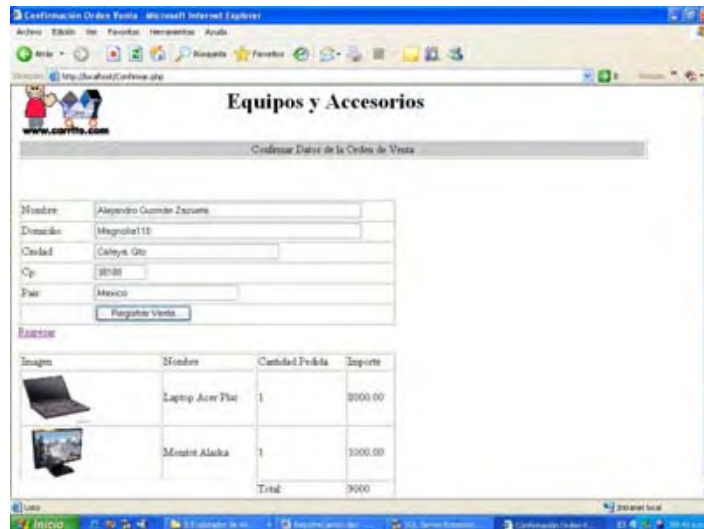 Confirmación Orden Venta - Microsoft Internet Explorer
Archivo Edición Ver Favoritos Herramientas Ayuda
Atrás Búsqueda Favoritos
http://localhost/Confirmar.php
www.carrito.com
Equipos y Accesorios
Confirmar Datos de la Orden de Venta
Nombre Alejandro Guzmán Zazueta
Domicilio Magnolia110
Ciudad Celaya, Gto
Cp
Pais Mexico
Registrar Venta
Regresar
Imagen Nombre Cantidad Pedida Importe
Laptop Acer Plus 1 8000.00
Monitor Alaska 1 1000.00
Total 9000
Listo Intranet local
Inicio